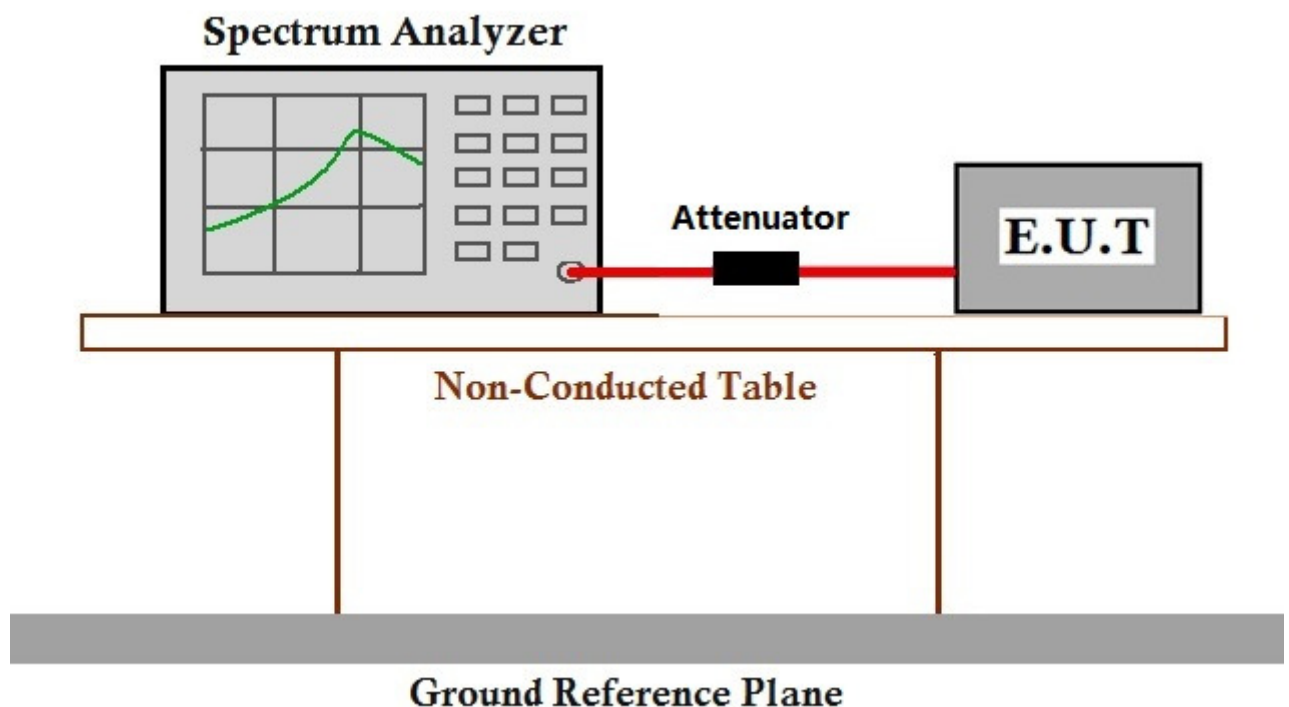 Spectrum Analyzer
Attenuator
E.U.T
Non-Conducted Table
Ground Reference Plane